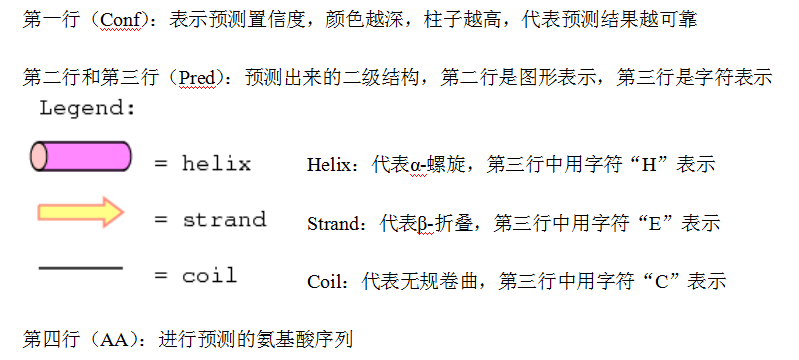 第一行（Conf）：表示预测置信度，颜色越深，柱子越高，代表预测结果越可靠
第二行和第三行（Pred）：预测出来的二级结构，第二行是图形表示，第三行是字符表示
Legend:
= helix Helix：代表α-螺旋，第三行中用字符“H”表示
= strand Strand：代表β-折叠，第三行中用字符“E”表示
= coil Coil：代表无规卷曲，第三行中用字符“C”表示
第四行（AA）：进行预测的氨基酸序列